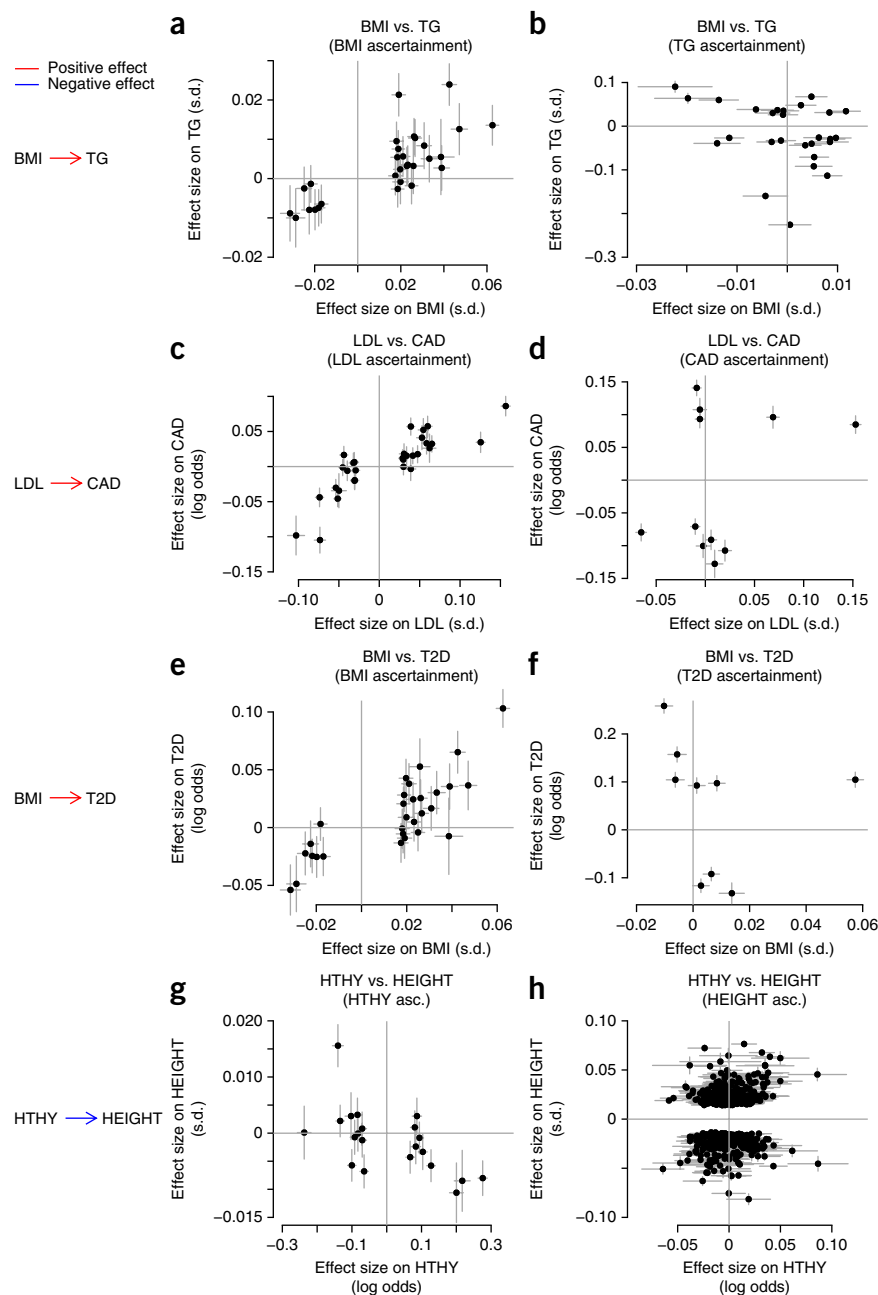 Positive effect
Negative effect
a
BMI vs. TG
(BMI ascertainment)
Effect size on TG (s.d.)
0.02
0
−0.02
−0.02
0
0.02
0.04
0.06
Effect size on BMI (s.d.)
b
BMI vs. TG
(TG ascertainment)
Effect size on TG (s.d.)
0.1
0
−0.1
−0.3
−0.03
−0.01
0
0.01
Effect size on BMI (s.d.)
BMI → TG
c
LDL vs. CAD
(LDL ascertainment)
Effect size on CAD
(log odds)
0.05
0
−0.05
−0.15
−0.10
0
0.05
0.10
0.15
Effect size on LDL (s.d.)
d
LDL vs. CAD
(CAD ascertainment)
Effect size on CAD
(log odds)
0.15
0.05
0
−0.05
−0.15
−0.05
0
0.05
0.15
Effect size on LDL (s.d.)
LDL → CAD
e
BMI vs. T2D
(BMI ascertainment)
Effect size on T2D
(log odds)
0.10
0.05
0
−0.05
−0.02
0
0.02
0.04
0.06
Effect size on BMI (s.d.)
f
BMI vs. T2D
(T2D ascertainment)
Effect size on T2D
(log odds)
0.2
0.1
0
−0.1
−0.02
0
0.02
0.06
Effect size on BMI (s.d.)
BMI → T2D
g
HTHY vs. HEIGHT
(HTHY asc.)
Effect size on HEIGHT
(s.d.)
0.020
0.010
0
−0.015
−0.3
−0.1
0
0.1
0.3
Effect size on HTHY
(log odds)
h
HTHY vs. HEIGHT
(HEIGHT asc.)
Effect size on HEIGHT
(s.d.)
0.10
0.05
0
−0.10
−0.05
0
0.05
0.10
Effect size on HTHY
(log odds)
HTHY → HEIGHT